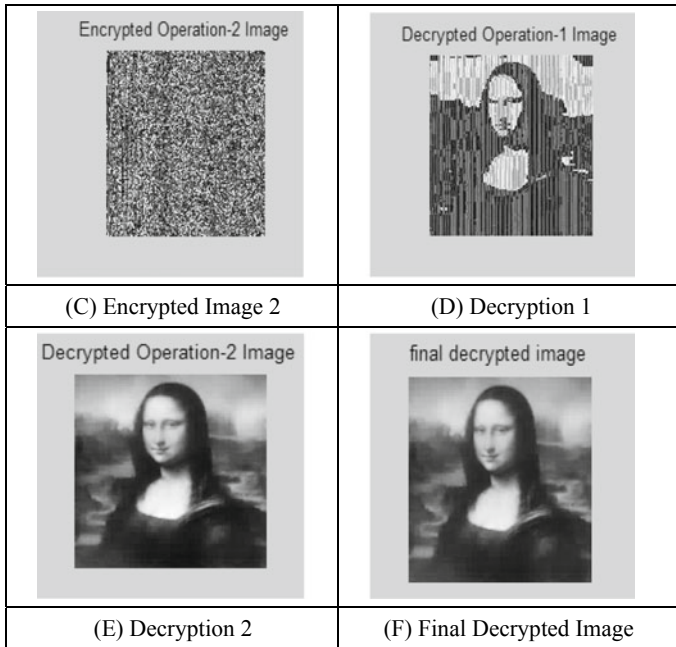 Encrypted Operation-2 Image
Decrypted Operation-1 Image
(C) Encrypted Image 2
(D) Decryption 1
Decrypted Operation-2 Image
final decrypted image
(E) Decryption 2
(F) Final Decrypted Image